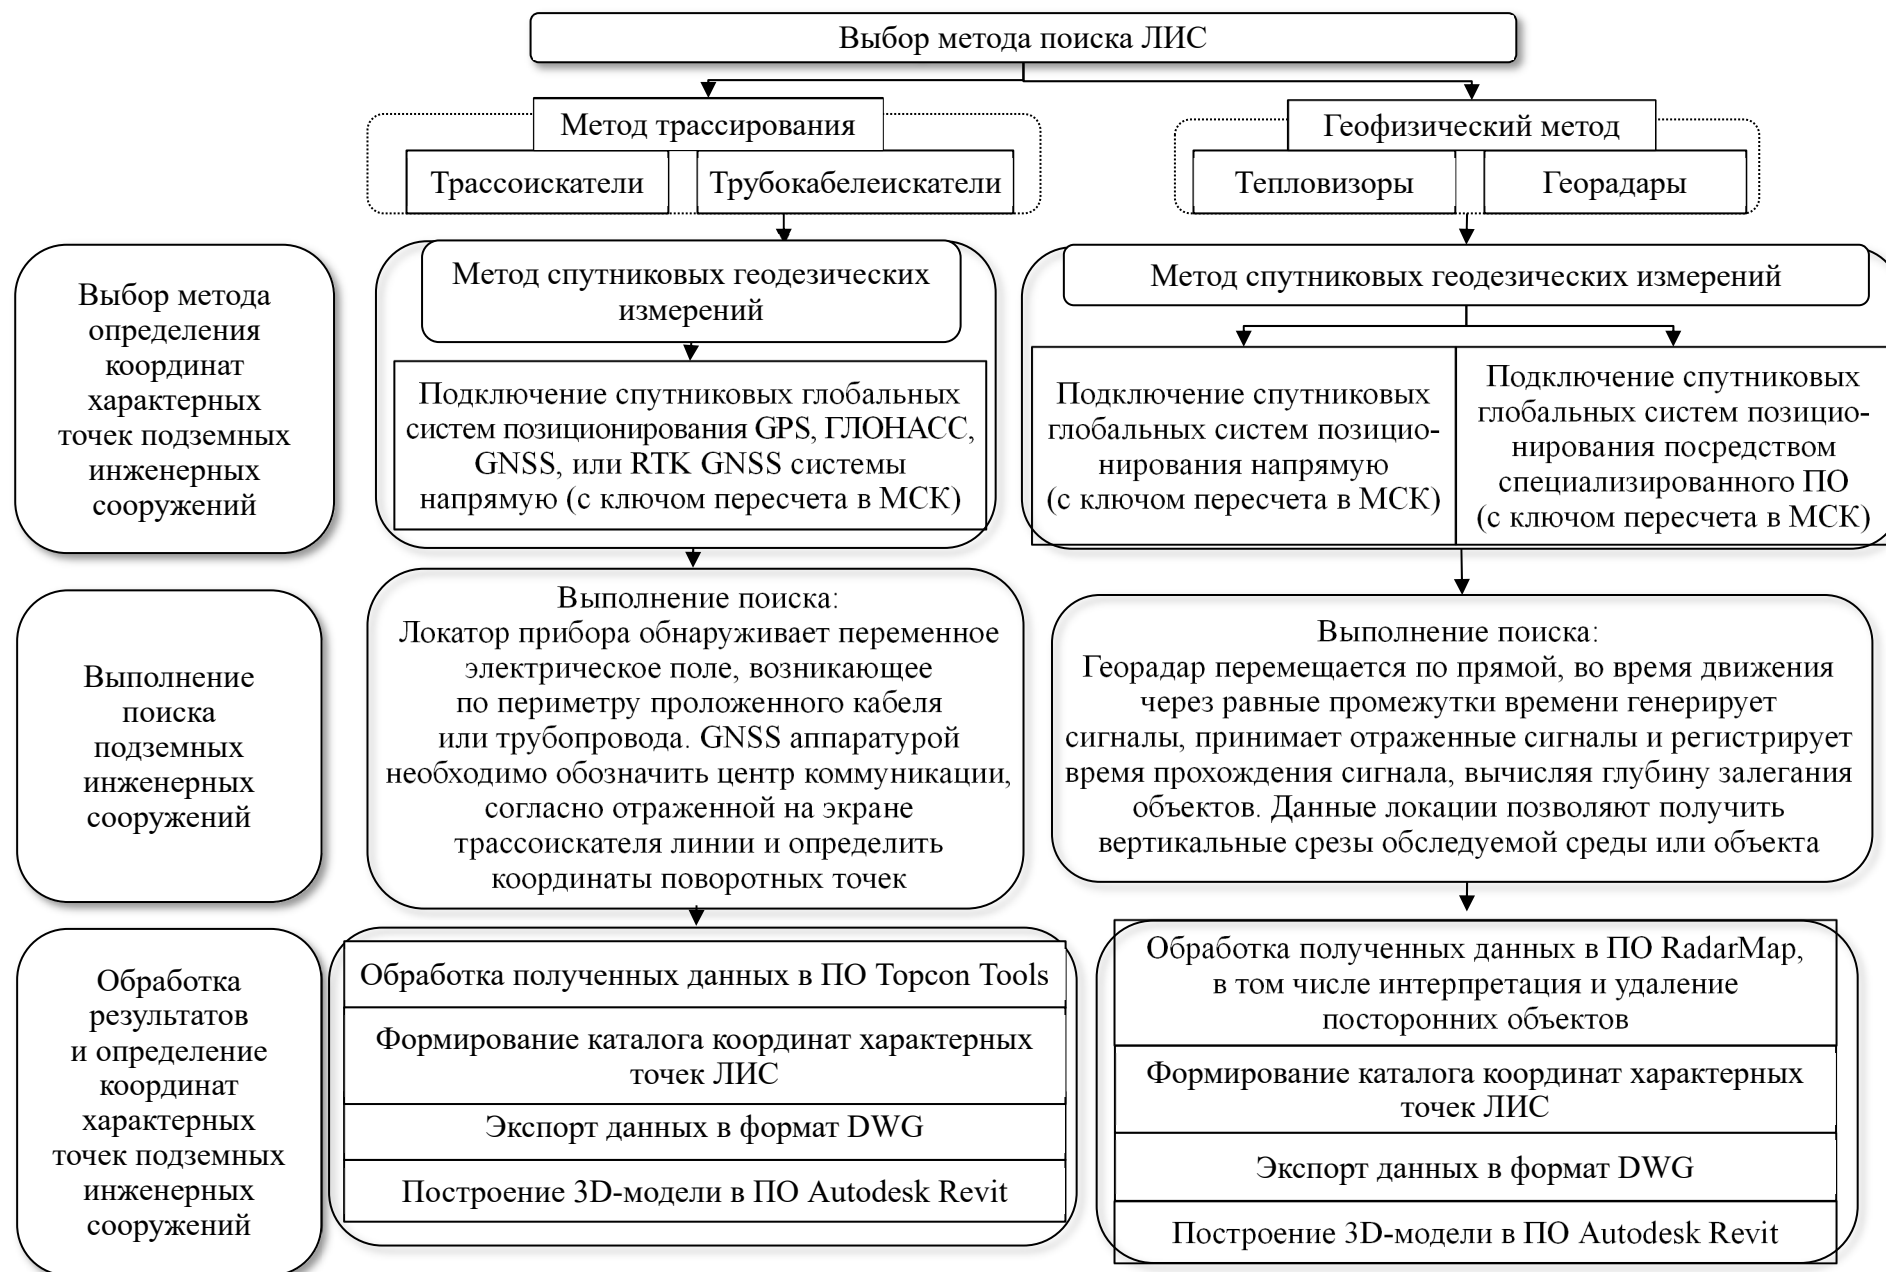 Выбор метода поиска ЛИС
Метод трассирования
Трассоискатели
Трубокабелеискатели
Геофизический метод
Тепловизоры
Георадары
Выбор метода
определения
координат
характерных
точек подземных
инженерных
сооружений
Метод спутниковых геодезических
измерений
Подключение спутниковых глобальных
систем позиционирования GPS, ГЛОНАСС,
GNSS, или RTK GNSS системы
напрямую (с ключом пересчета в МСК)
Метод спутниковых геодезических измерений
Подключение спутниковых
глобальных систем позицио-
нирования напрямую
(с ключом пересчета в МСК)
Подключение спутниковых
глобальных систем позицио-
нирования посредством
специализированного ПО
(с ключом пересчета в МСК)
Выполнение
поиска
подземных
инженерных
сооружений
Выполнение поиска:
Локатор прибора обнаруживает переменное
электрическое поле, возникающее
по периметру проложенного кабеля
или трубопровода. GNSS аппаратурой
необходимо обозначить центр коммуникации,
согласно отраженной на экране
трассоискателя линии и определить
координаты поворотных точек
Выполнение поиска:
Георадар перемещается по прямой, во время движения
через равные промежутки времени генерирует
сигналы, принимает отраженные сигналы и регистрирует
время прохождения сигнала, вычисляя глубину залегания
объектов. Данные локации позволяют получить
вертикальные срезы обследуемой среды или объекта
Обработка
результатов
и определение
координат
характерных
точек подземных
инженерных
сооружений
Обработка полученных данных в ПО Topcon Tools
Формирование каталога координат характерных
точек ЛИС
Экспорт данных в формат DWG
Построение 3D-модели в ПО Autodesk Revit
Обработка полученных данных в ПО RadarMap,
в том числе интерпретация и удаление
посторонних объектов
Формирование каталога координат характерных
точек ЛИС
Экспорт данных в формат DWG
Построение 3D-модели в ПО Autodesk Revit